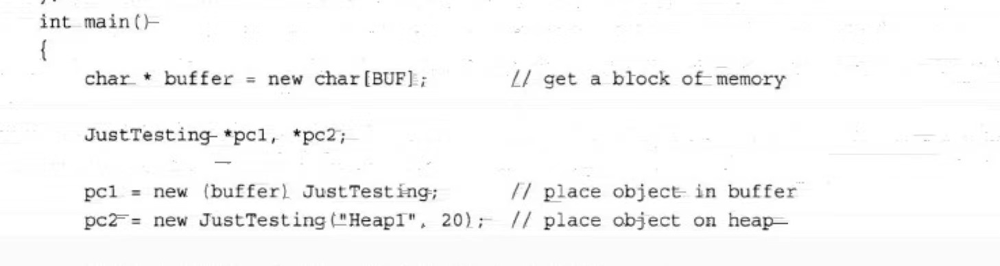 int main()
{
char * buffer = new char[BUF]; // get a block of memory
JustTesting *pc1, *pc2;
pc1 = new (buffer) JustTesting; // place object in buffer
pc2 = new JustTesting("Heap1", 20); // place object on heap